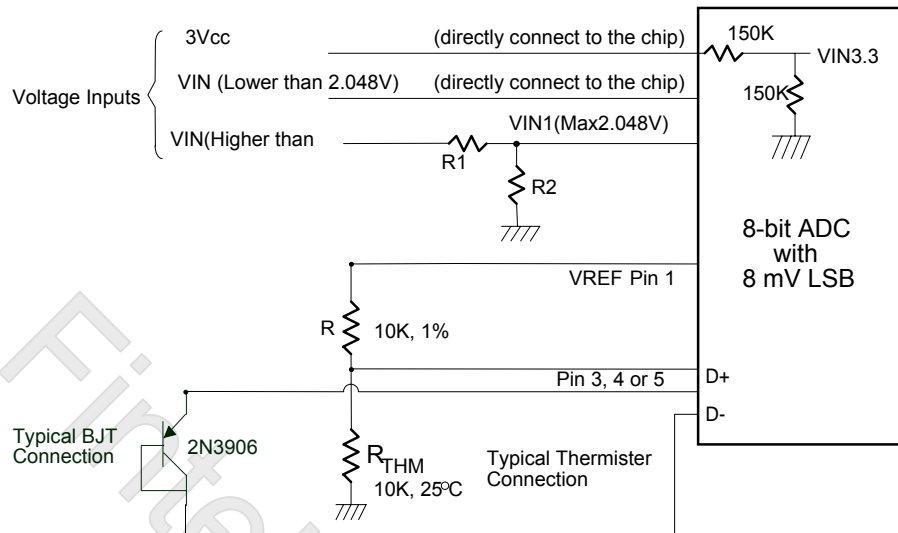 3Vcc (directly connect to the chip) 150K
VIN3.3
VIN (Lower than 2.048V) (directly connect to the chip)
150K
Voltage Inputs
VIN(Higher than VIN1(Max2.048V)
R1
R2
8-bit ADC
with
8 mV LSB
VREF Pin 1
R 10K, 1%
Pin 3, 4 or 5 D+
D-
Typical BJT
Connection
2N3906
RTHM
10K, 25°C
Typical Thermister
Connection